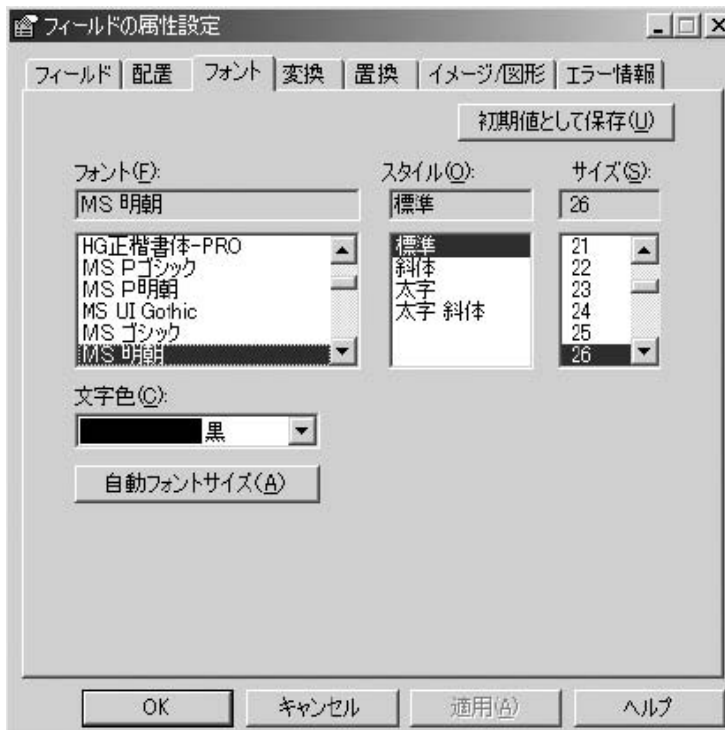 フィールドの属性設定
フィールド 配置 フォント 変換 置換 イメージ/図形 エラー情報
初期値として保存(U)
フォント(F): スタイル(O): サイズ(S):
MS 明朝 標準 26
HG正楷書体-PRO 標準 21
MS Pゴシック 斜体 22
MS P明朝 太字 23
MS UI Gothic 太字 斜体 24
MS ゴシック 25
MS 明朝 26
文字色(C):
黒
自動フォントサイズ(A)
OK キャンセル 適用(A) ヘルプ